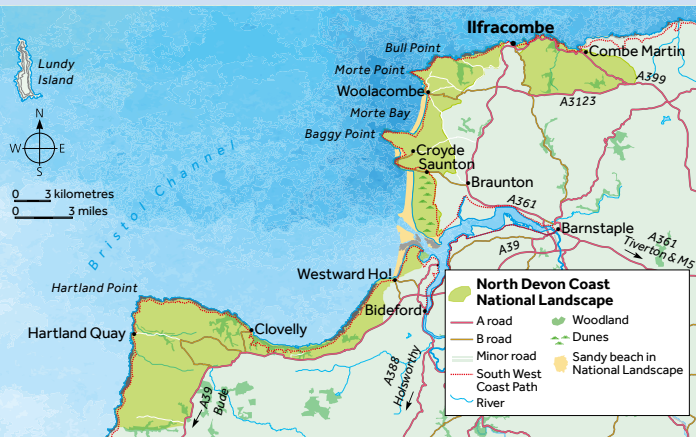 Ilfracombe
Bull Point
Combe Martin
Lundy
Island
Morte Point
A399
Woolacombe
A3123
Morte Bay
N
W
E
S
Baggy Point
Croyde
Saunton
Braunton
0 3 kilometres
0 3 miles
Bristol Channel
A361
Barnstaple
A361
Tiverton & M5
A39
Westward Ho!
Hartland Point
Bideford
Hartland Quay
Clovelly
A39
Bude
A388
Holsworthy
North Devon Coast
National Landscape
A road
B road
Minor road
South West
Coast Path
River
Woodland
Dunes
Sandy beach in
National Landscape